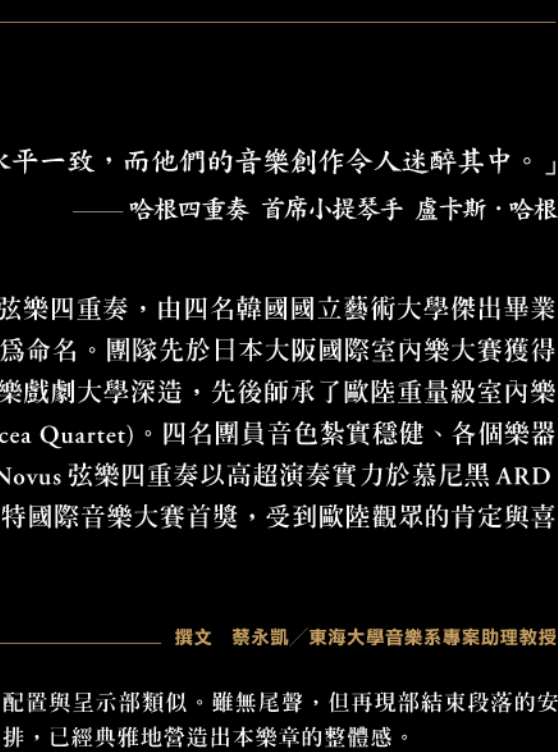 水平一致，而他們的音樂創作令人迷醉其中。」
—— 哈根四重奏 首席小提琴手 盧卡斯．哈根
弦樂四重奏，由四名韓國國立藝術大學傑出畢業
爲命名。團隊先於日本大阪國際室內樂大賽獲得
樂戲劇大學深造，先後師承了歐陸重量級室內樂
cea Quartet)。四名團員音色紮實穩健、各個樂器
Novus 弦樂四重奏以高超演奏實力於慕尼黑 ARD
特國際音樂大賽首獎，受到歐陸觀眾的肯定與喜
撰文 蔡永凱╱東海大學音樂系專案助理教授
配置與呈示部類似。雖無尾聲，但再現部結束段落的安
排，已經典雅地營造出本樂章的整體感。